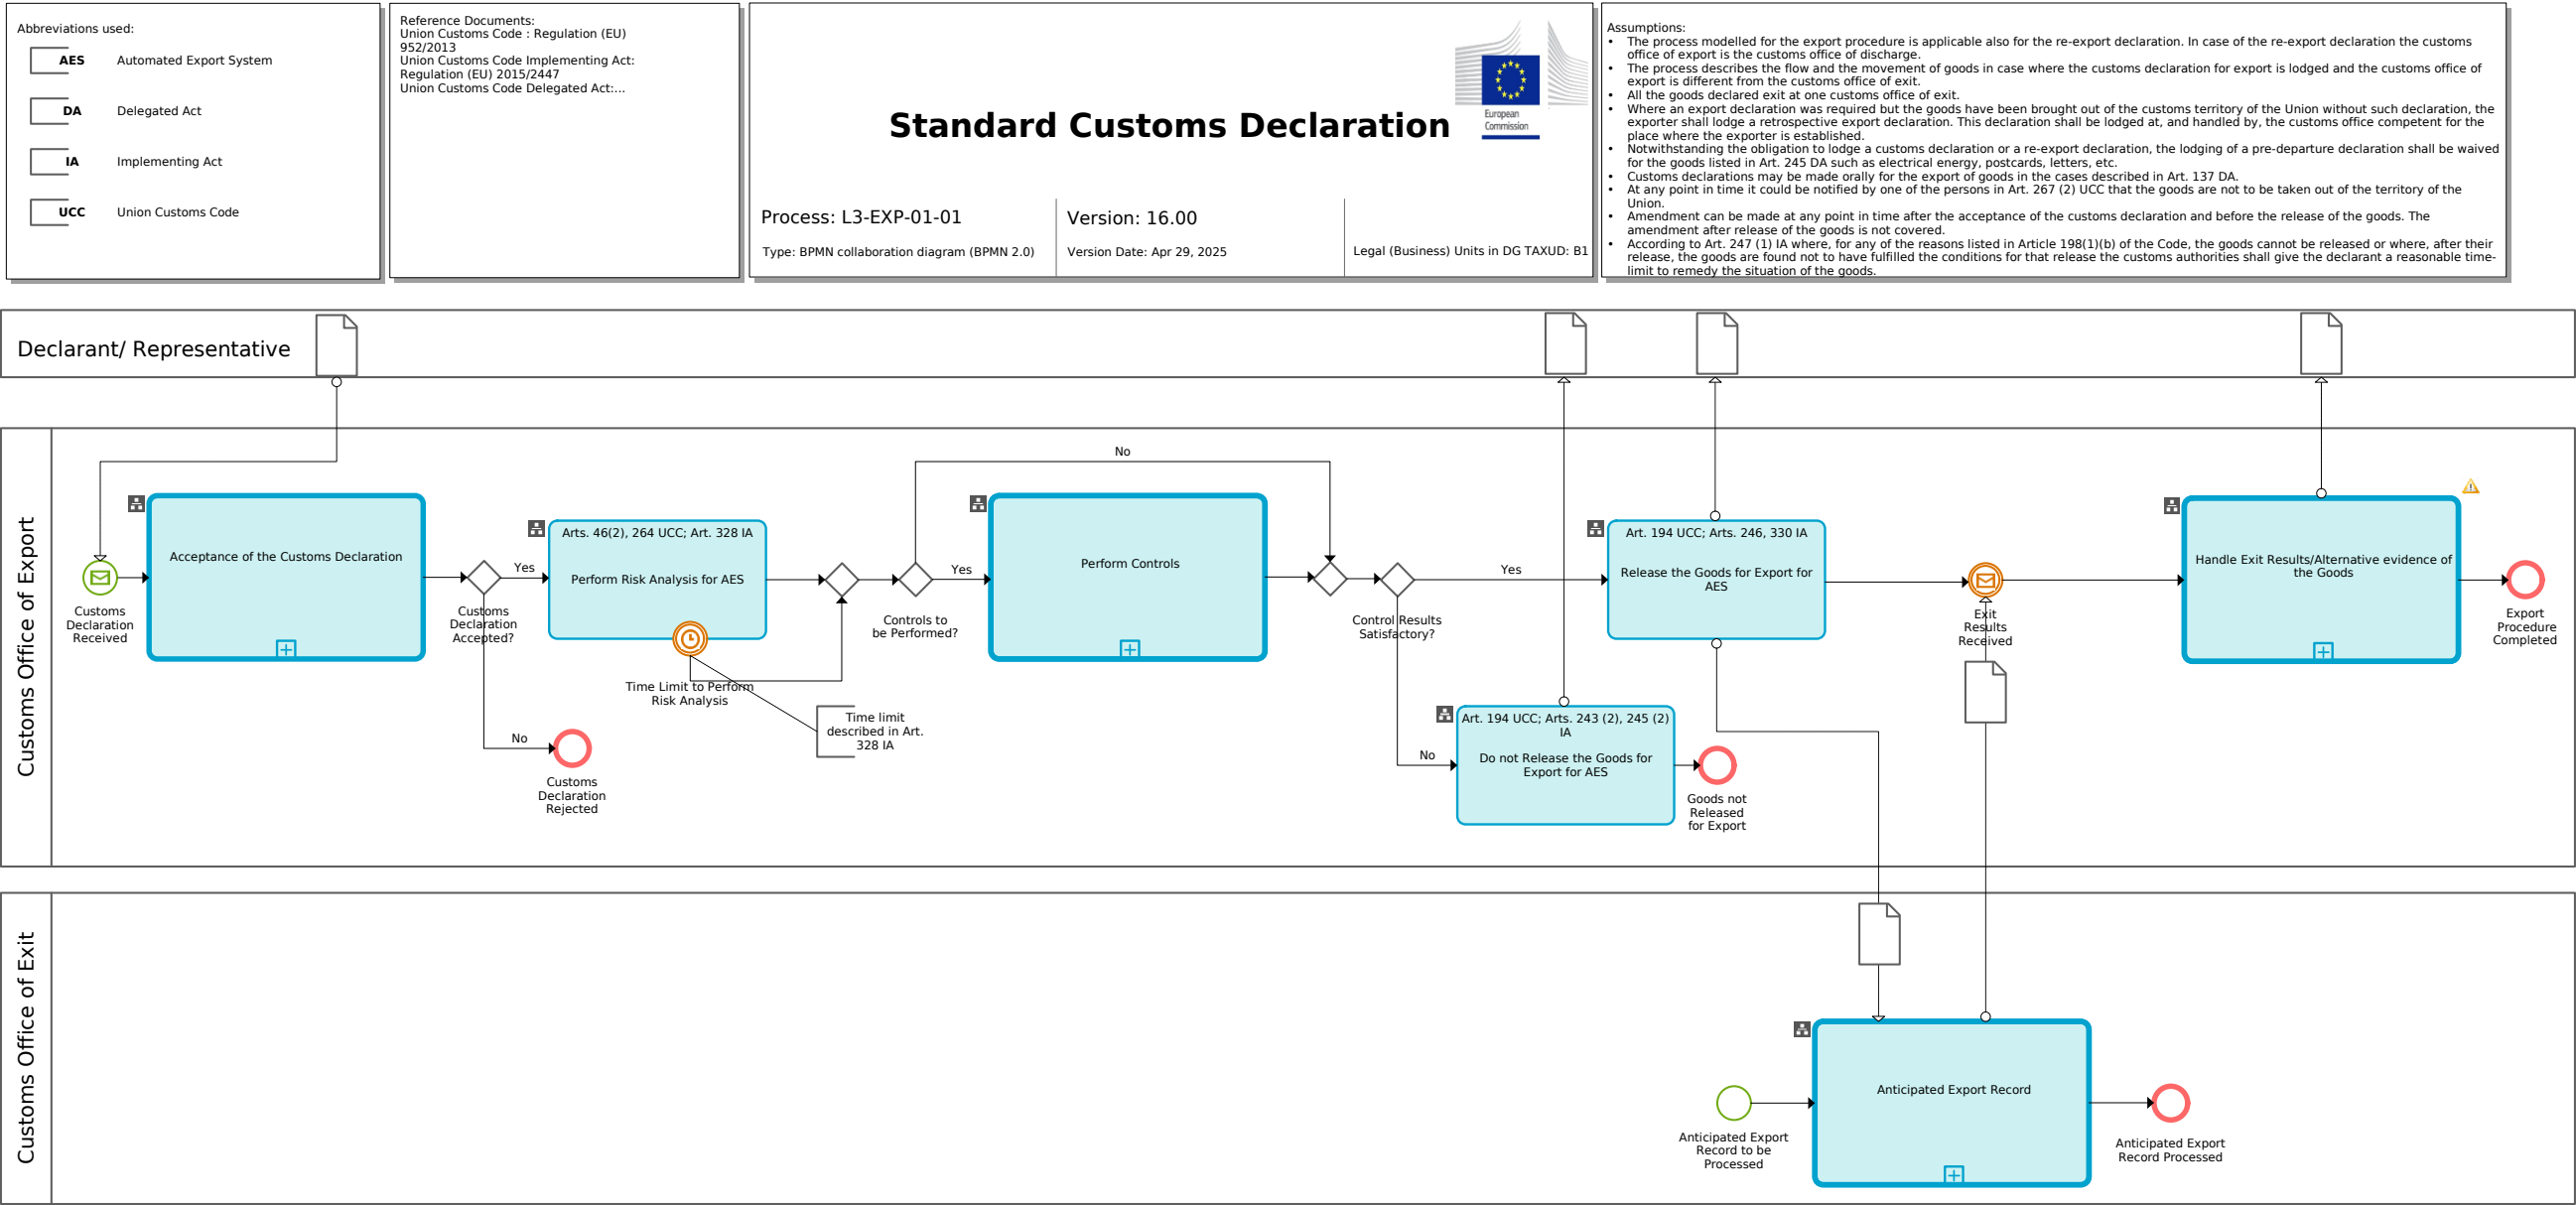 Abbreviations used:
AES Automated Export System
DA Delegated Act
IA Implementing Act
UCC Union Customs Code
Reference Documents:
Union Customs Code : Regulation (EU)
952/2013
Union Customs Code Implementing Act:
Regulation (EU) 2015/2447
Union Customs Code Delegated Act:...
Standard Customs Declaration
European
Commission
Process: L3-EXP-01-01
Version: 16.00
Type: BPMN collaboration diagram (BPMN 2.0)
Version Date: Apr 29, 2025
Legal (Business) Units in DG TAXUD: B1
Assumptions:
• The process modelled for the export procedure is applicable also for the re-export declaration. In case of the re-export declaration the customs
office of export is the customs office of discharge.
• The process describes the flow and the movement of goods in case where the customs declaration for export is lodged and the customs office of
export is different from the customs office of exit.
• All the goods declared exit at one customs office of exit.
• Where an export declaration was required but the goods have been brought out of the customs territory of the Union without such declaration, the
exporter shall lodge a retrospective export declaration. This declaration shall be lodged at, and handled by, the customs office competent for the
place where the exporter is established.
• Notwithstanding the obligation to lodge a customs declaration or a re-export declaration, the lodging of a pre-departure declaration shall be waived
for the goods listed in Art. 245 DA such as electrical energy, postcards, letters, etc.
• Customs declarations may be made orally for the export of goods in the cases described in Art. 137 DA.
• At any point in time it could be notified by one of the persons in Art. 267 (2) UCC that the goods are not to be taken out of the territory of the
Union.
• Amendment can be made at any point in time after the acceptance of the customs declaration and before the release of the goods. The
amendment after release of the goods is not covered.
• According to Art. 247 (1) IA where, for any of the reasons listed in Article 198(1)(b) of the Code, the goods cannot be released or where, after their
release, the goods are found not to have fulfilled the conditions for that release the customs authorities shall give the declarant a reasonable time-
limit to remedy the situation of the goods.
Declarant/ Representative
Customs Office of Export
Customs
Declaration
Received
Acceptance of the Customs Declaration
Customs
Declaration
Accepted?
Yes
No
Customs
Declaration
Rejected
Arts. 46(2), 264 UCC; Art. 328 IA
Perform Risk Analysis for AES
Time Limit to Perform
Risk Analysis
Time limit
described in Art.
328 IA
Controls to
be Performed?
No
Yes
Perform Controls
Control Results
Satisfactory?
Yes
No
Art. 194 UCC; Arts. 243 (2), 245 (2)
IA
Do not Release the Goods for
Export for AES
Goods not
Released
for Export
Art. 194 UCC; Arts. 246, 330 IA
Release the Goods for Export for
AES
Exit
Results
Received
Handle Exit Results/Alternative evidence of
the Goods
Export
Procedure
Completed
Customs Office of Exit
Anticipated Export
Record to be
Processed
Anticipated Export Record
Anticipated Export
Record Processed